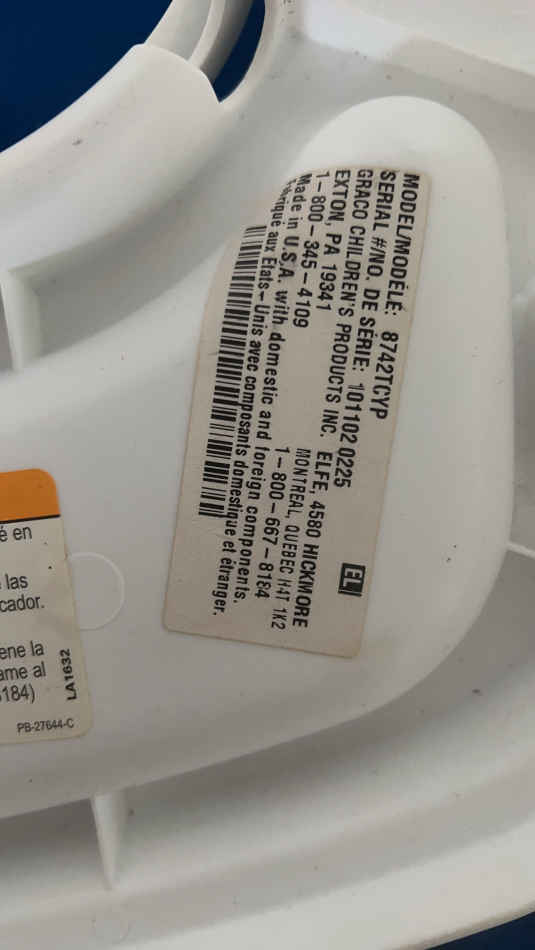 MODEL/MODÈLE: 8742TCYP
SERIAL #/NO. DE SÉRIE: 101102 0225
GRACO CHILDREN'S PRODUCTS INC.
EXTON, PA 19341
1-800-345-4109
ELFE, 4580 HICKMORE
MONTREAL, QUEBEC H4T 1K2
1-800-667-8184
EL
Made in U.S.A. with domestic and foreign components.
Fabriqué aux États-Unis avec composants domestique et étranger.
é en
las
cador.
ene la
ame al
184)
LA1632
PB-27644-C